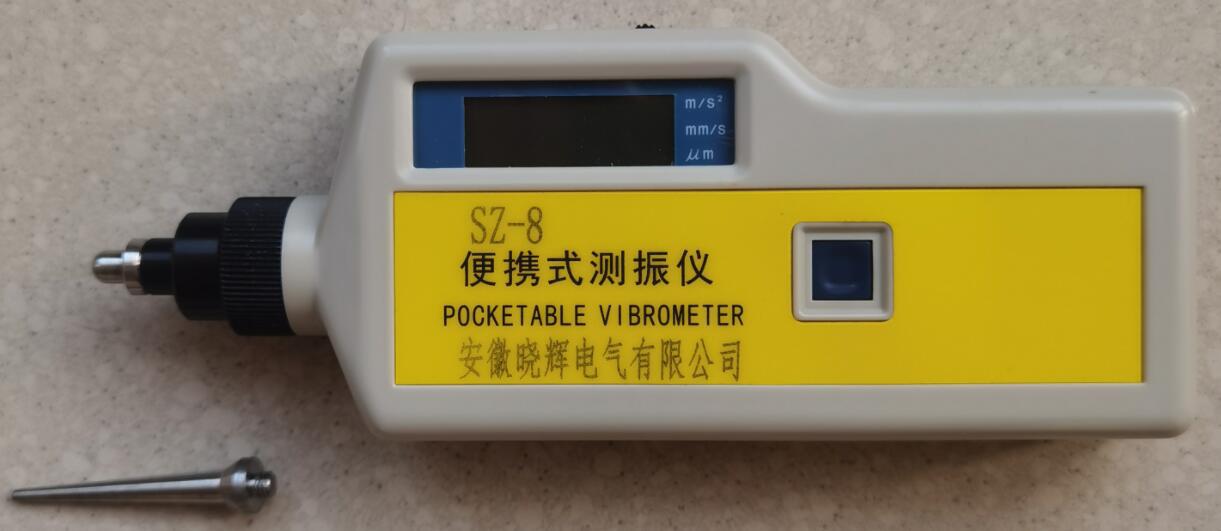 m/s²
mm/s
μm
SZ-8
便携式测振仪
POCKETABLE VIBROMETER
安徽晓辉电气有限公司